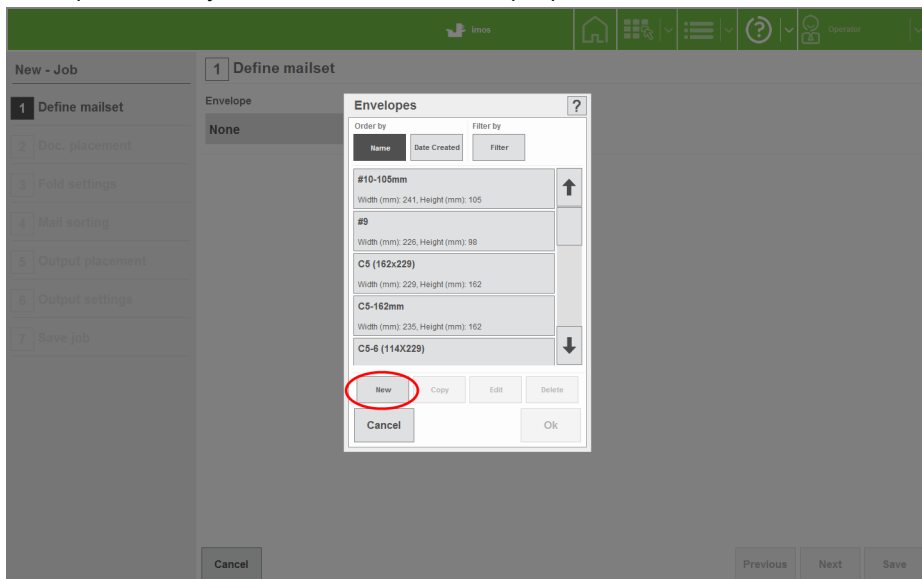 imos
Operator
New - Job
1 Define mailset
1 Define mailset
2 Doc. placement
3 Fold settings
4 Mail sorting
5 Output placement
6 Output settings
7 Save job
Envelope
None
Envelopes
?
Order by
Filter by
Name
Date Created
Filter
#10-105mm
Width (mm): 241, Height (mm): 105
#9
Width (mm): 226, Height (mm): 98
C5 (162x229)
Width (mm): 229, Height (mm): 162
C5-162mm
Width (mm): 235, Height (mm): 162
C5-6 (114X229)
New
Copy
Edit
Delete
Cancel
Ok
Cancel
Previous
Next
Save